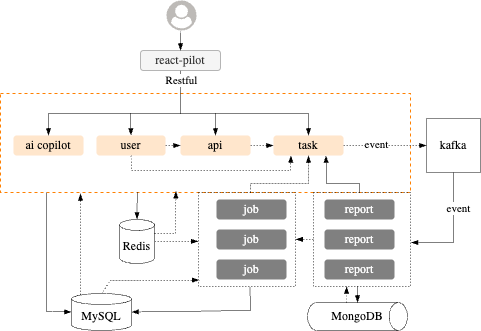 react-pilot
Restful
ai copilot
user
api
task
event
kafka
event
job
report
Redis
job
report
job
report
MySQL
MongoDB